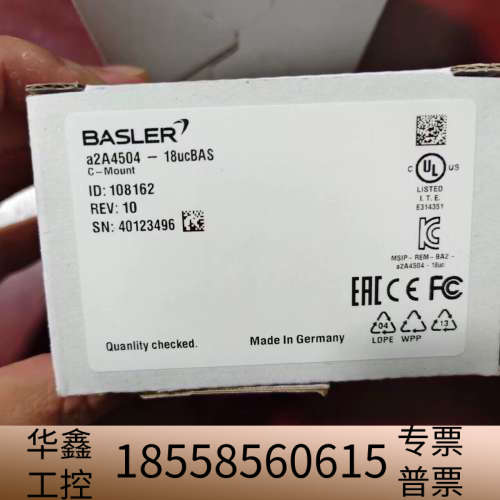 BASLER
a2A4504 - 18ucBAS
C-Mount
ID: 108162
REV: 10
SN: 40123496
C UL US
LISTED
I. T. E.
E314351
MSIP - REM - BA2 -
a2A4504 - 18uc
EAC CE FC
04 13
LDPE WPP
Quanlity checked.
Made In Germany
华鑫 18558560615 专票
工控 普票